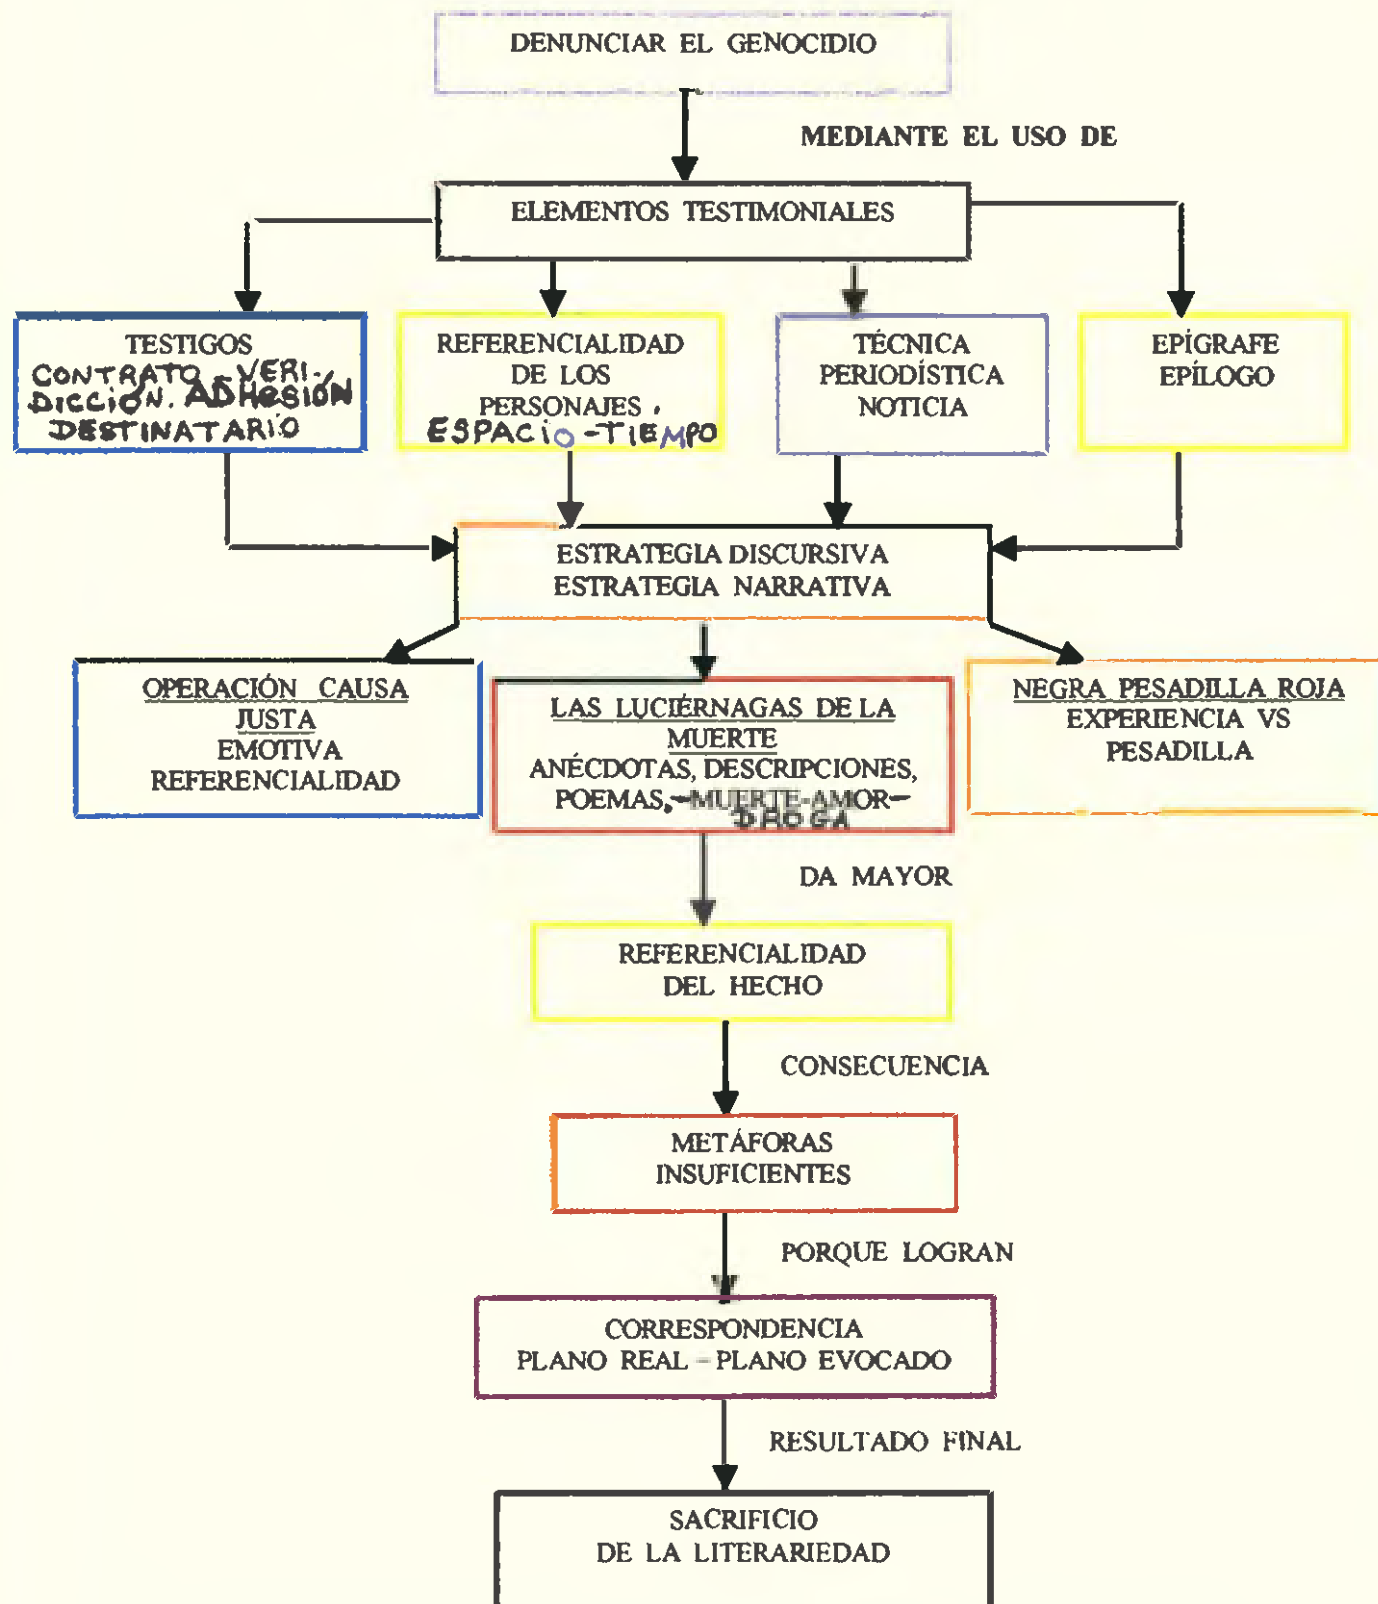 DENUNCIAR EL GENOCIDIO
MEDIANTE EL USO DE
ELEMENTOS TESTIMONIALES
TESTIGOS
CONTRATO - VERI-
DICCIÓN. ADHESIÓN
DESTINATARIO
REFERENCIALIDAD
DE LOS
PERSONAJES,
ESPACIO - TIEMPO
TÉCNICA
PERIODÍSTICA
NOTICIA
EPÍGRAFE
EPÍLOGO
ESTRATEGIA DISCURSIVA
ESTRATEGIA NARRATIVA
OPERACIÓN CAUSA
JUSTA
EMOTIVA
REFERENCIALIDAD
LAS LUCIÉRNAGAS DE LA
MUERTE
ANÉCDOTAS, DESCRIPCIONES,
POEMAS, -MUERTE-AMOR-
DROGA
NEGRA PESADILLA ROJA
EXPERIENCIA VS
PESADILLA
DA MAYOR
REFERENCIALIDAD
DEL HECHO
CONSECUENCIA
METÁFORAS
INSUFICIENTES
PORQUE LOGRAN
CORRESPONDENCIA
PLANO REAL - PLANO EVOCADO
RESULTADO FINAL
SACRIFICIO
DE LA LITERARIEDAD